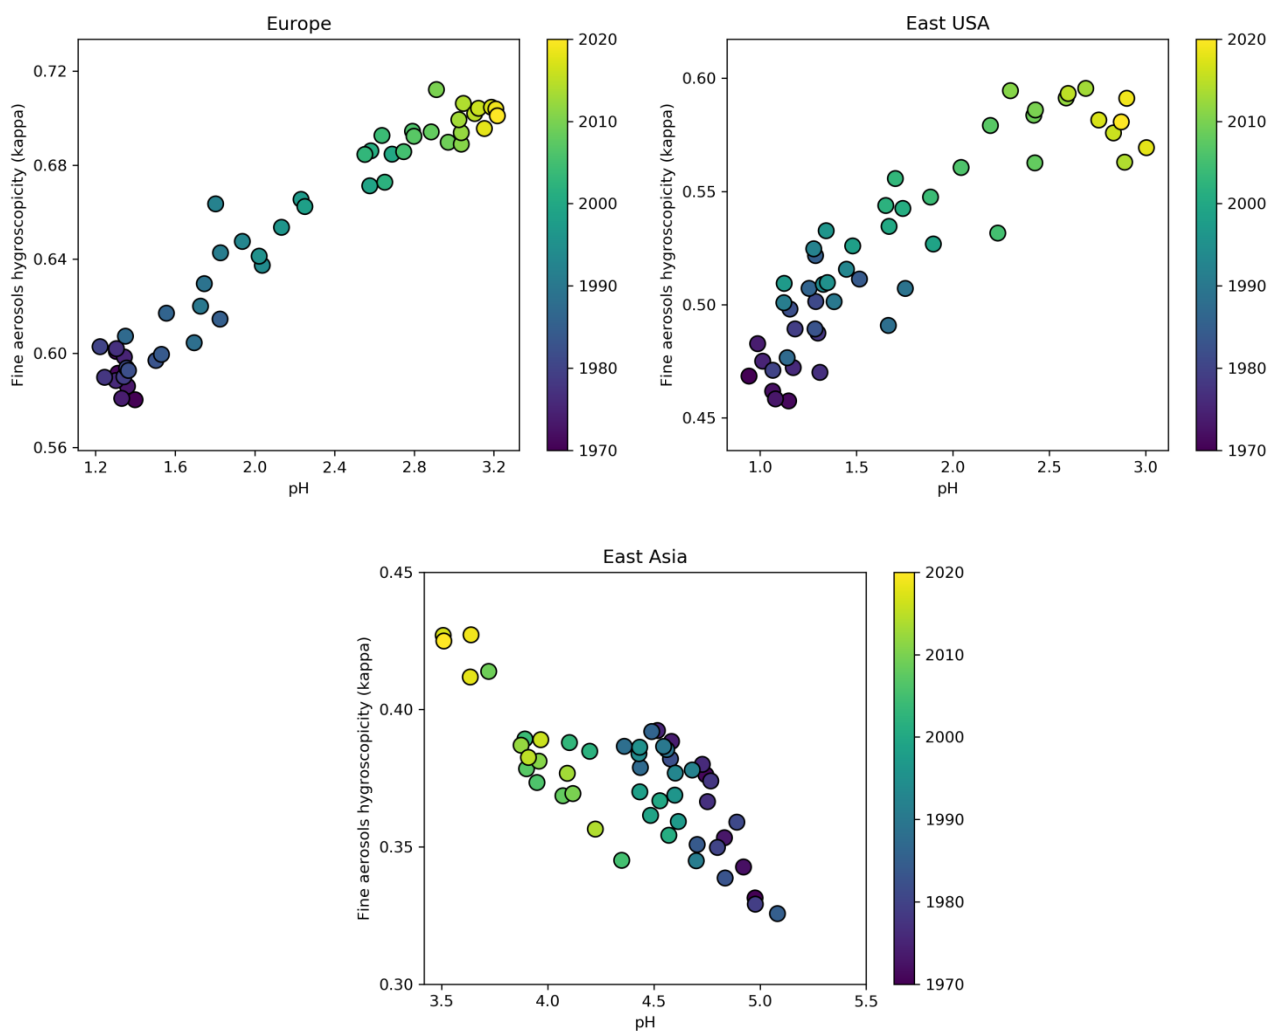 Europe
Fine aerosols hygroscopicity (kappa)
0.72
0.68
0.64
0.60
0.56
1.2 1.6 2.0 2.4 2.8 3.2
pH
2020
2010
2000
1990
1980
1970
East USA
Fine aerosols hygroscopicity (kappa)
0.60
0.55
0.50
0.45
1.0 1.5 2.0 2.5 3.0
pH
2020
2010
2000
1990
1980
1970
East Asia
Fine aerosols hygroscopicity (kappa)
0.45
0.40
0.35
0.30
3.5 4.0 4.5 5.0 5.5
pH
2020
2010
2000
1990
1980
1970